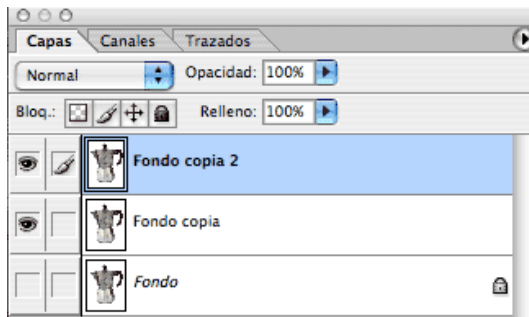 Capas Canales Trazados
Normal Opacidad: 100%
Bloq.: Relleno: 100%
Fondo copia 2
Fondo copia
Fondo